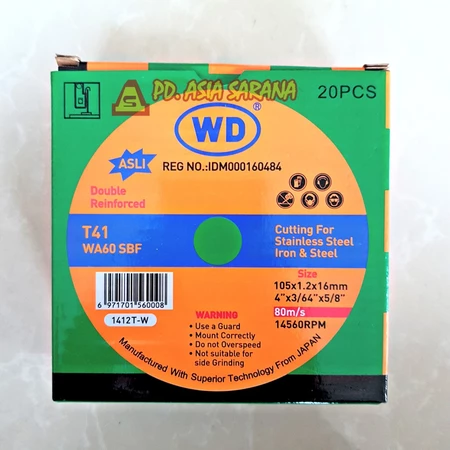 PD. ASIA SARANA
20PCS
WD®
ASLI
REG NO.:IDM000160484
Double
Reinforced
T41
WA60 SBF
Cutting For
Stainless Steel
Iron & Steel
Size
105x1.2x16mm
4"x3/64"x5/8"
80m/s
14560RPM
6 971701 560008
1412T-W
WARNING
• Use a Guard
• Mount Correctly
• Do not Overspeed
• Not suitable for
side Grinding
Manufactured With Superior Technology From JAPAN